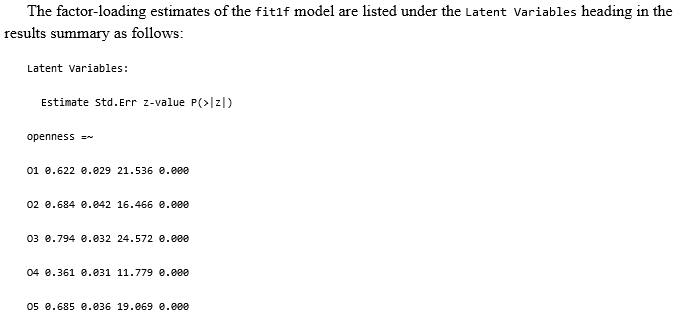 The factor-loading estimates of the fit1f model are listed under the Latent Variables heading in the
results summary as follows:
Latent Variables:
Estimate Std.Err z-value P(>|z|)
openness =~
O1 0.622 0.029 21.536 0.000
O2 0.684 0.042 16.466 0.000
O3 0.794 0.032 24.572 0.000
O4 0.361 0.031 11.779 0.000
O5 0.685 0.036 19.069 0.000